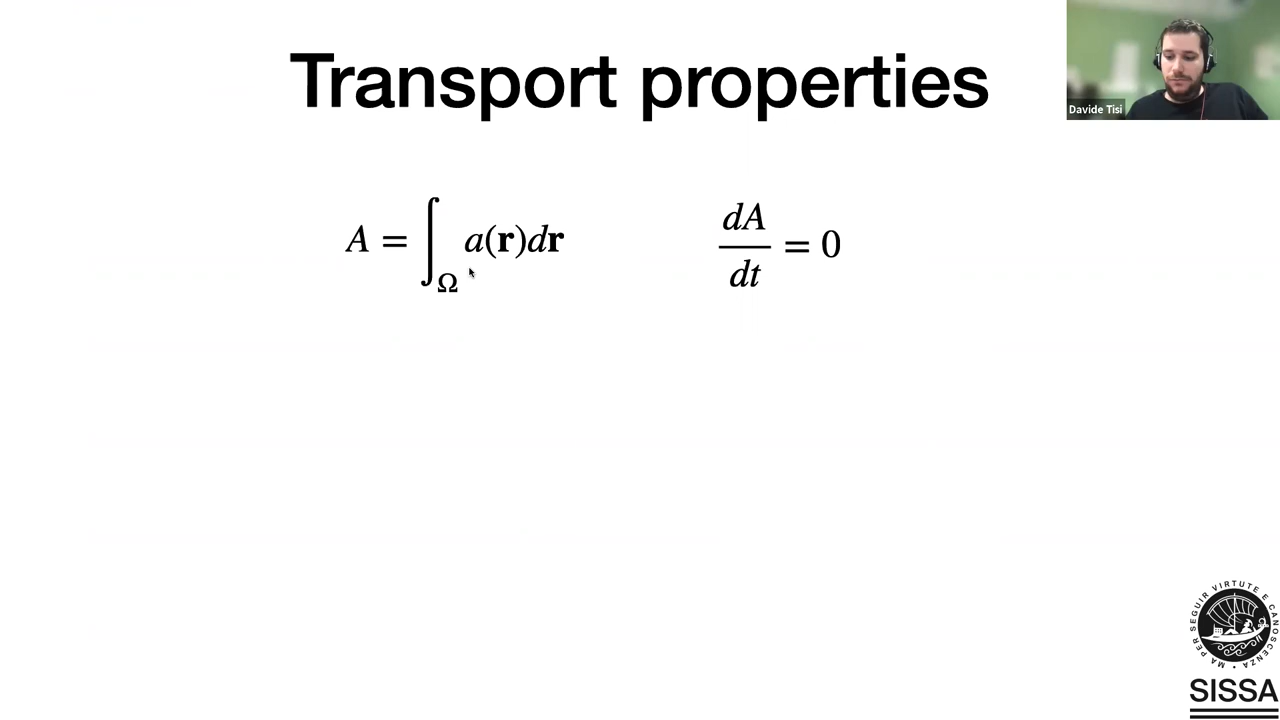 Transport properties
Davide Tisi
A = ∫_Ω a(r)dr
dA/dt = 0
MA PER SEGUIR VIRTUTE E CANOSCENZA
SISSA